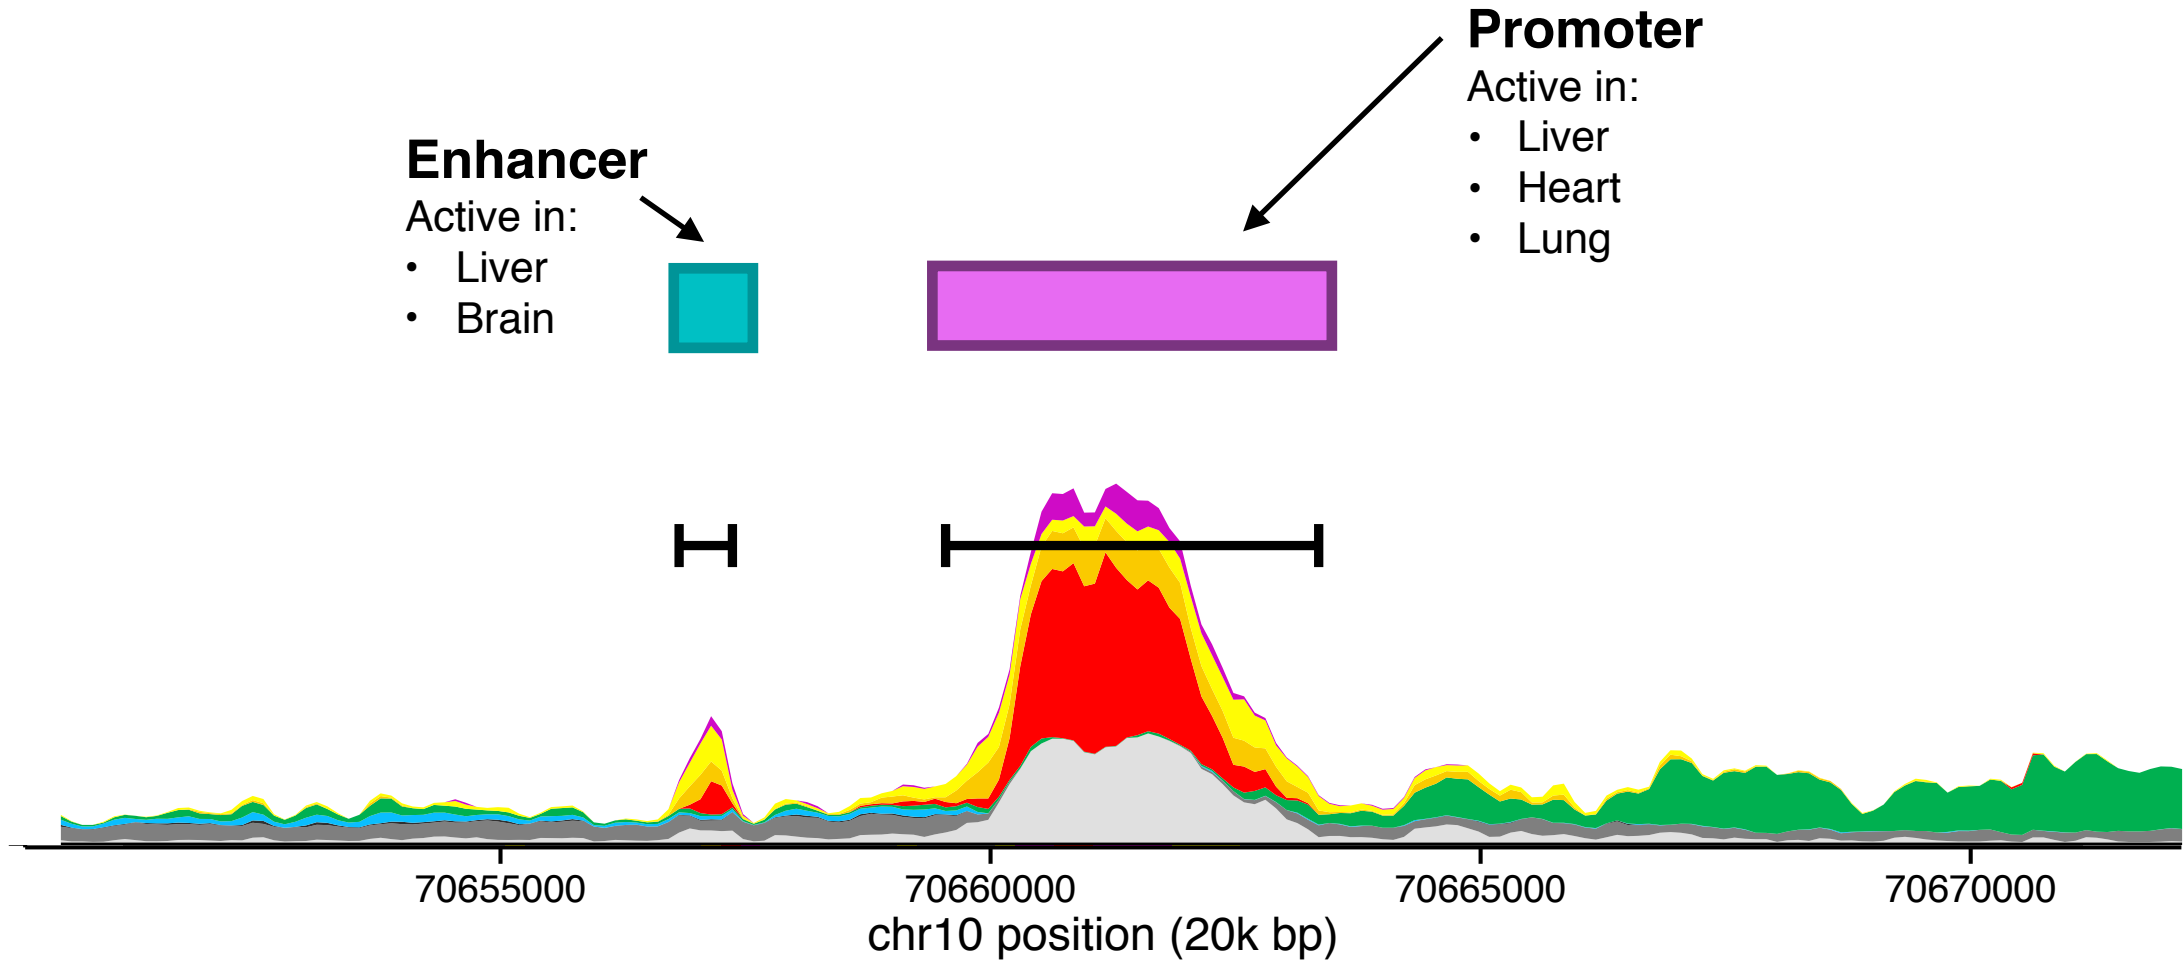 Promoter
Active in:
• Liver
• Heart
• Lung
Enhancer
Active in:
• Liver
• Brain
70655000 70660000 70665000 70670000
chr10 position (20k bp)